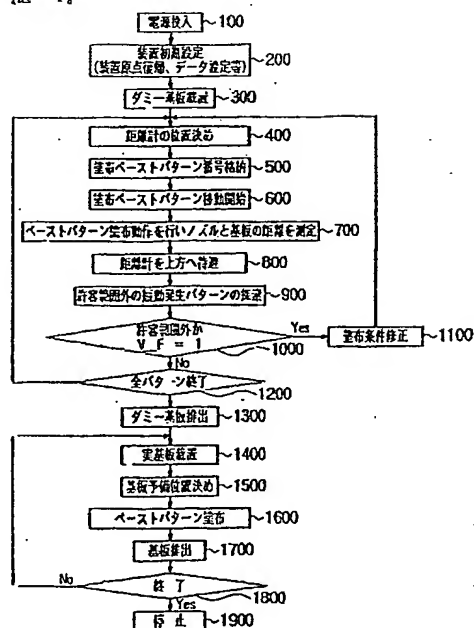 電源投入 100
装置初期設定
(装置原点復帰、データ設定等) 200
ダミー基板載置 300
距離計の位置決め 400
塗布ペーストパターン番号格納 500
塗布ペーストパターン移動開始 600
ペーストパターン塗布動作を行いノズルと基板の距離を測定 700
距離計を上方へ待避 800
許容範囲外の振動発生パターンの 900
許容範囲外か
V_F = 1
Yes
1000
塗布条件修正 1100
No
全パターン終了
1200
ダミー基板排出 1300
実基板載置 1400
基板予備位置決め 1500
ペーストパターン塗布 1600
基板排出 1700
No
終了
1800
Yes
停止 1900